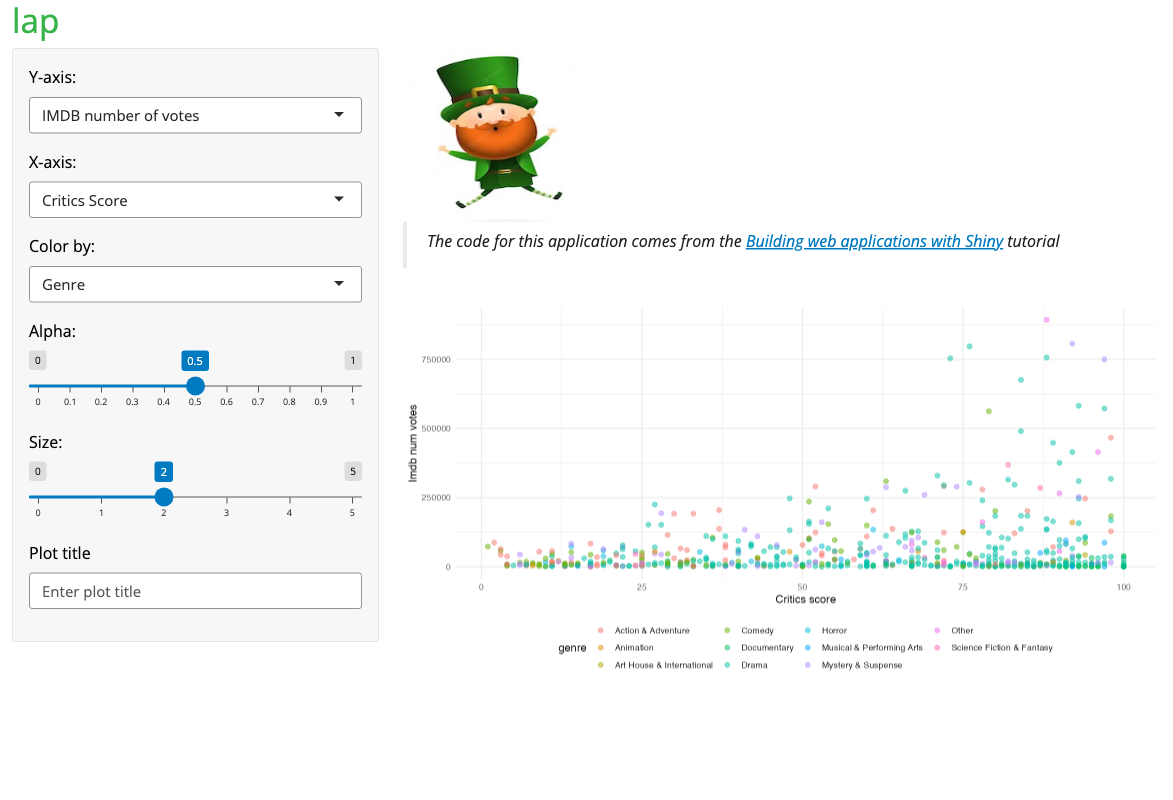 lap
Y-axis:
IMDB number of votes
X-axis:
Critics Score
Color by:
Genre
Alpha:
0 0.5 1
0 0.1 0.2 0.3 0.4 0.5 0.6 0.7 0.8 0.9 1
Size:
0 2 5
0 1 2 3 4 5
Plot title
Enter plot title
The code for this application comes from the Building web applications with Shiny tutorial
Imdb num votes
750000
500000
250000
0
0 25 50 75 100
Critics score
genre
Action & Adventure Comedy Horror Other
Animation Documentary Musical & Performing Arts Science Fiction & Fantasy
Art House & International Drama Mystery & Suspense